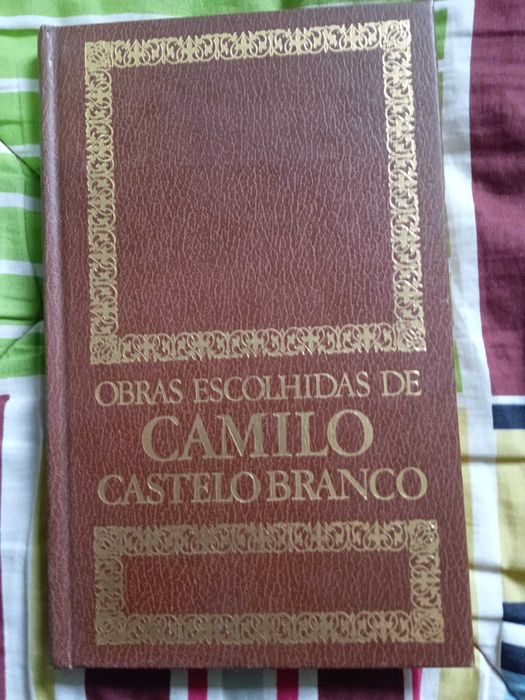 OBRAS ESCOLHIDAS DE
CAMILO
CASTELO BRANCO